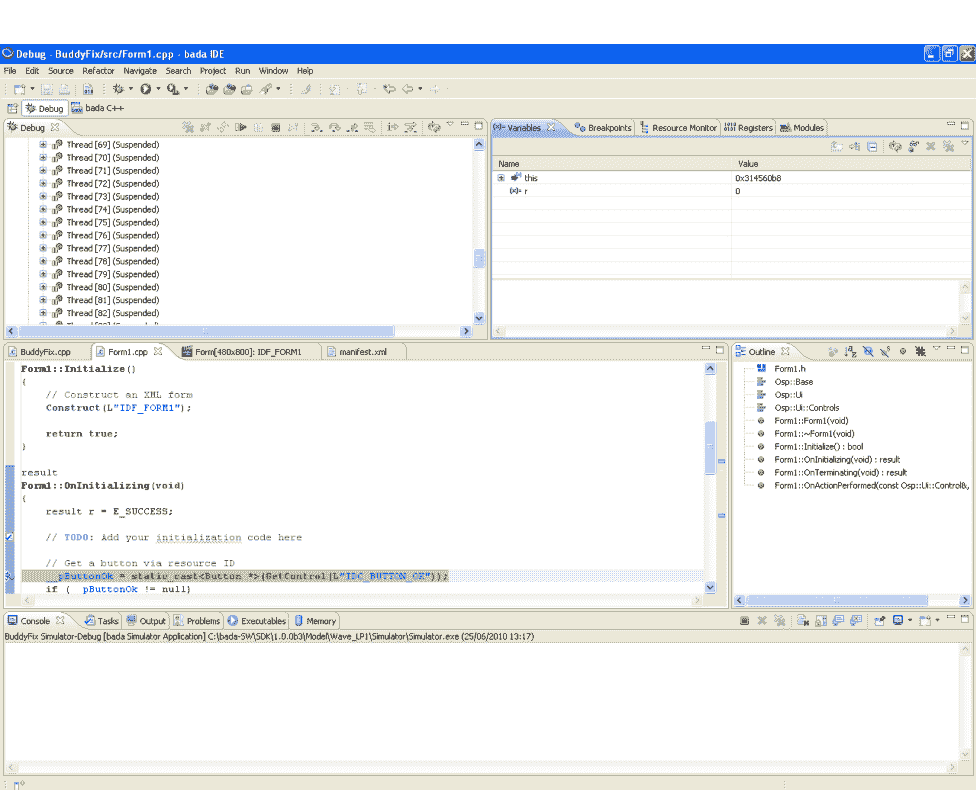 Debug - BuddyFix/src/Form1.cpp - bada IDE
File Edit Source Refactor Navigate Search Project Run Window Help
Debug bada C++
Debug
Thread [69] (Suspended)
Thread [70] (Suspended)
Thread [71] (Suspended)
Thread [72] (Suspended)
Thread [73] (Suspended)
Thread [74] (Suspended)
Thread [75] (Suspended)
Thread [76] (Suspended)
Thread [77] (Suspended)
Thread [78] (Suspended)
Thread [79] (Suspended)
Thread [80] (Suspended)
Thread [81] (Suspended)
Thread [82] (Suspended)
Variables Breakpoints Resource Monitor Registers Modules
Name Value
this 0x314560b8
r 0
BuddyFix.cpp Form1.cpp Form[480x800]: IDF_FORM1 manifest.xml
Form1::Initialize()
{
// Construct an XML form
Construct(L"IDF_FORM1");
return true;
}
result
Form1::OnInitializing(void)
{
result r = E_SUCCESS;
// TODO: Add your initialization code here
// Get a button via resource ID
__pButtonOk = static_cast<Button *>(GetControl(L"IDC_BUTTON_OK"));
if (__pButtonOk != null)
Outline
Form1.h
Osp::Base
Osp::Ui
Osp::Ui::Controls
Form1::Form1(void)
Form1::~Form1(void)
Form1::Initialize() : bool
Form1::OnInitializing(void) : result
Form1::OnTerminating(void) : result
Form1::OnActionPerformed(const Osp::Ui::Control&,
Console Tasks Output Problems Executables Memory
BuddyFix Simulator-Debug [bada Simulator Application] C:\bada-SW\SDK\1.0.0b3\Model\Wave_LP1\Simulator\Simulator.exe (25/06/2010 13:17)